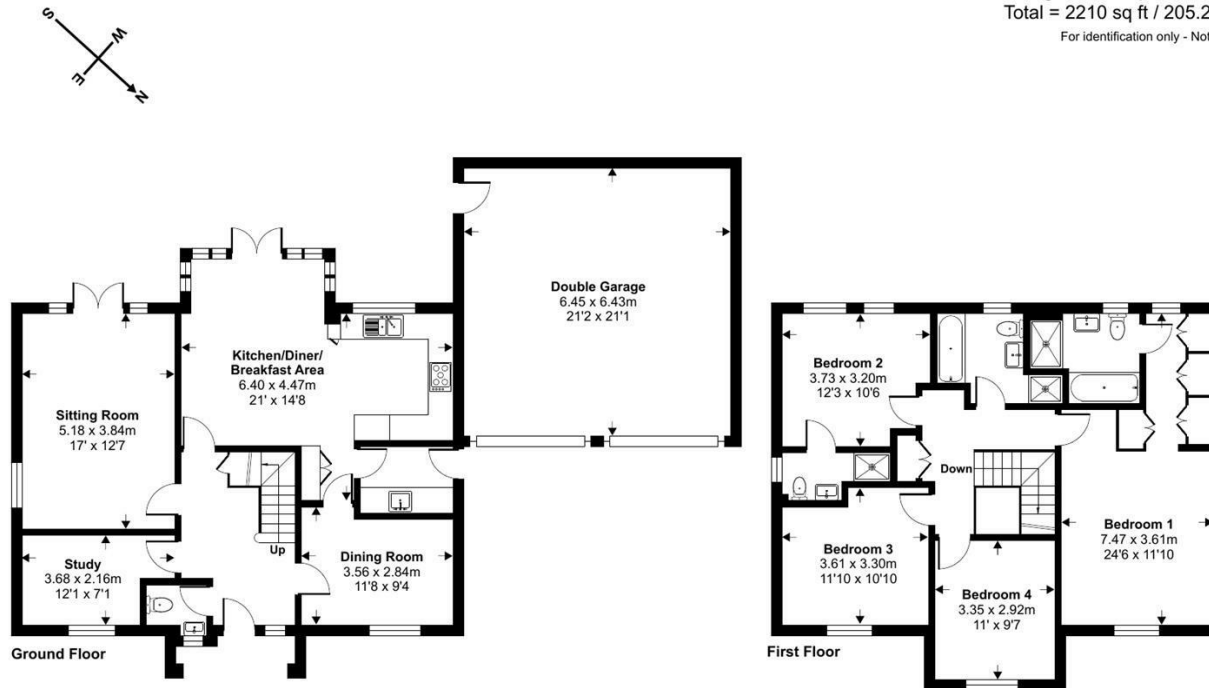 Total = 2210 sq ft / 205.2
For identification only - Not
S
W
E
N
Double Garage
6.45 x 6.43m
21'2 x 21'1
Kitchen/Diner/
Breakfast Area
6.40 x 4.47m
21' x 14'8
Sitting Room
5.18 x 3.84m
17' x 12'7
Up
Study
3.68 x 2.16m
12'1 x 7'1
Dining Room
3.56 x 2.84m
11'8 x 9'4
Ground Floor
Bedroom 2
3.73 x 3.20m
12'3 x 10'6
Down
Bedroom 1
7.47 x 3.61m
24'6 x 11'10
Bedroom 3
3.61 x 3.30m
11'10 x 10'10
Bedroom 4
3.35 x 2.92m
11' x 9'7
First Floor